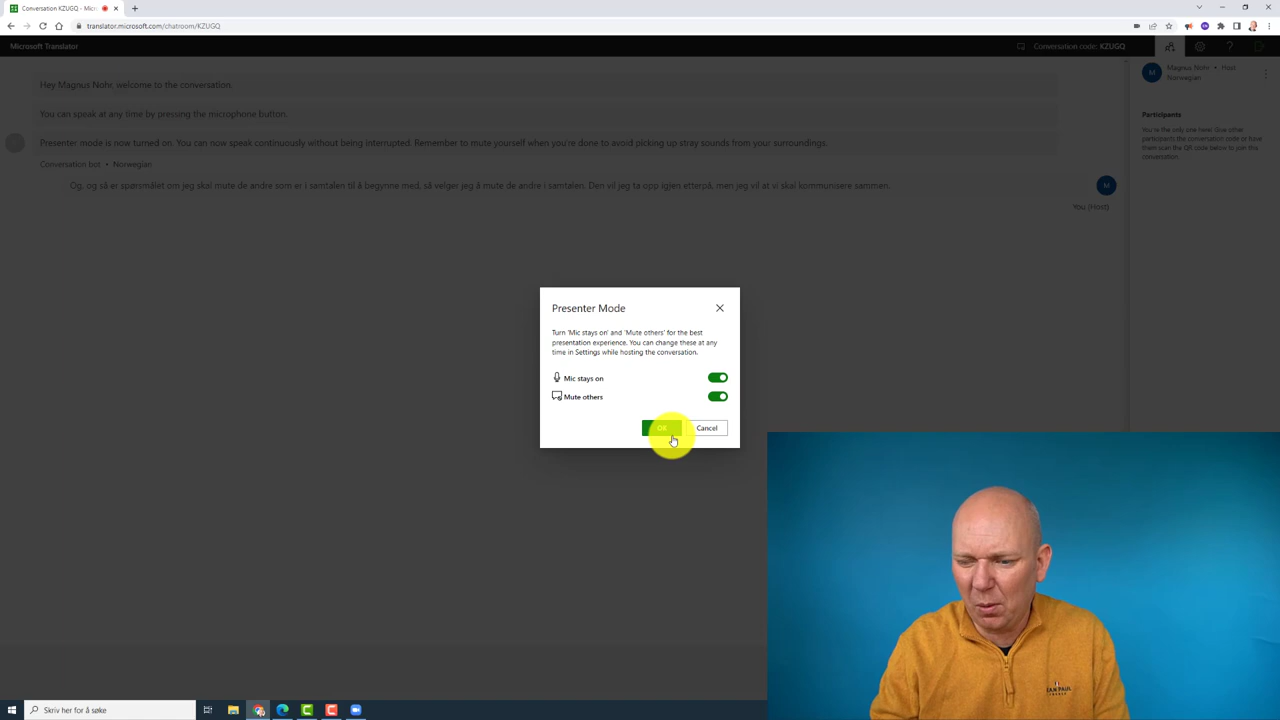 Conversation KZUGQ - Micr
translator.microsoft.com/chatroom/KZUGQ
Microsoft Translator
Conversation code: KZUGQ
Hey Magnus Nohr, welcome to the conversation.
You can speak at any time by pressing the microphone button.
Presenter mode is now turned on. You can now speak continuously without being interrupted. Remember to mute yourself when you're done to avoid picking up stray sounds from your surroundings.
Conversation bot • Norwegian
Og, og så er spørsmålet om jeg skal mute de andre som er i samtalen til å begynne med, så velger jeg å mute de andre i samtalen. Den vil jeg ta opp igjen etterpå, men jeg vil at vi skal kommunisere sammen.
M
You (Host)
M
Magnus Nohr • Host
Norwegian
Participants
You're the only one here. Give other
participants the conversation code or have
them scan the QR code below to join this
conversation.
Presenter Mode
Turn 'Mic stays on' and 'Mute others' for the best
presentation experience. You can change these at any
time in Settings while hosting the conversation.
Mic stays on
Mute others
OK
Cancel
Skriv her for å søke